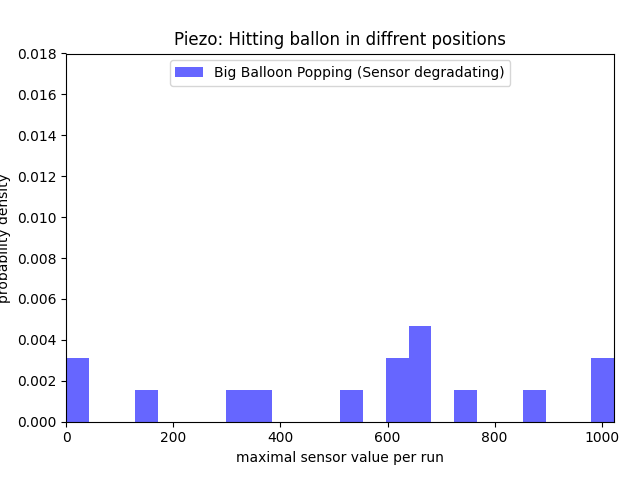 Piezo: Hitting ballon in diffrent positions
Big Balloon Popping (Sensor degradating)
probability density
0.018
0.016
0.014
0.012
0.010
0.008
0.006
0.004
0.002
0.000
0 200 400 600 800 1000
maximal sensor value per run